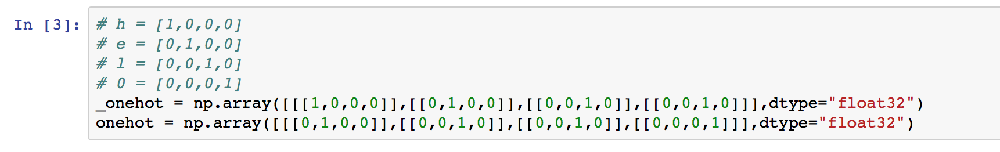 In [3]: # h = [1,0,0,0]
# e = [0,1,0,0]
# l = [0,0,1,0]
# 0 = [0,0,0,1]
_onehot = np.array([[[1,0,0,0]],[[0,1,0,0]],[[0,0,1,0]],[[0,0,1,0]]],dtype="float32")
onehot = np.array([[[0,1,0,0]],[[0,0,1,0]],[[0,0,1,0]],[[0,0,0,1]]],dtype="float32")